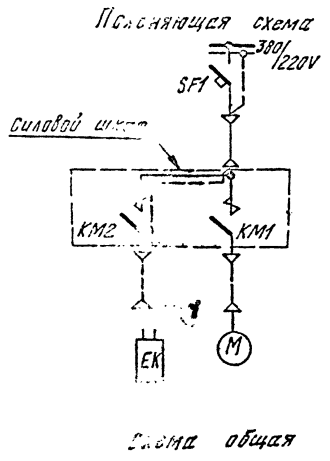 Поясняющая схема
380/
/220V
SF1
Силовой шкаф
KM2
KM1
EK
M
Схема общая